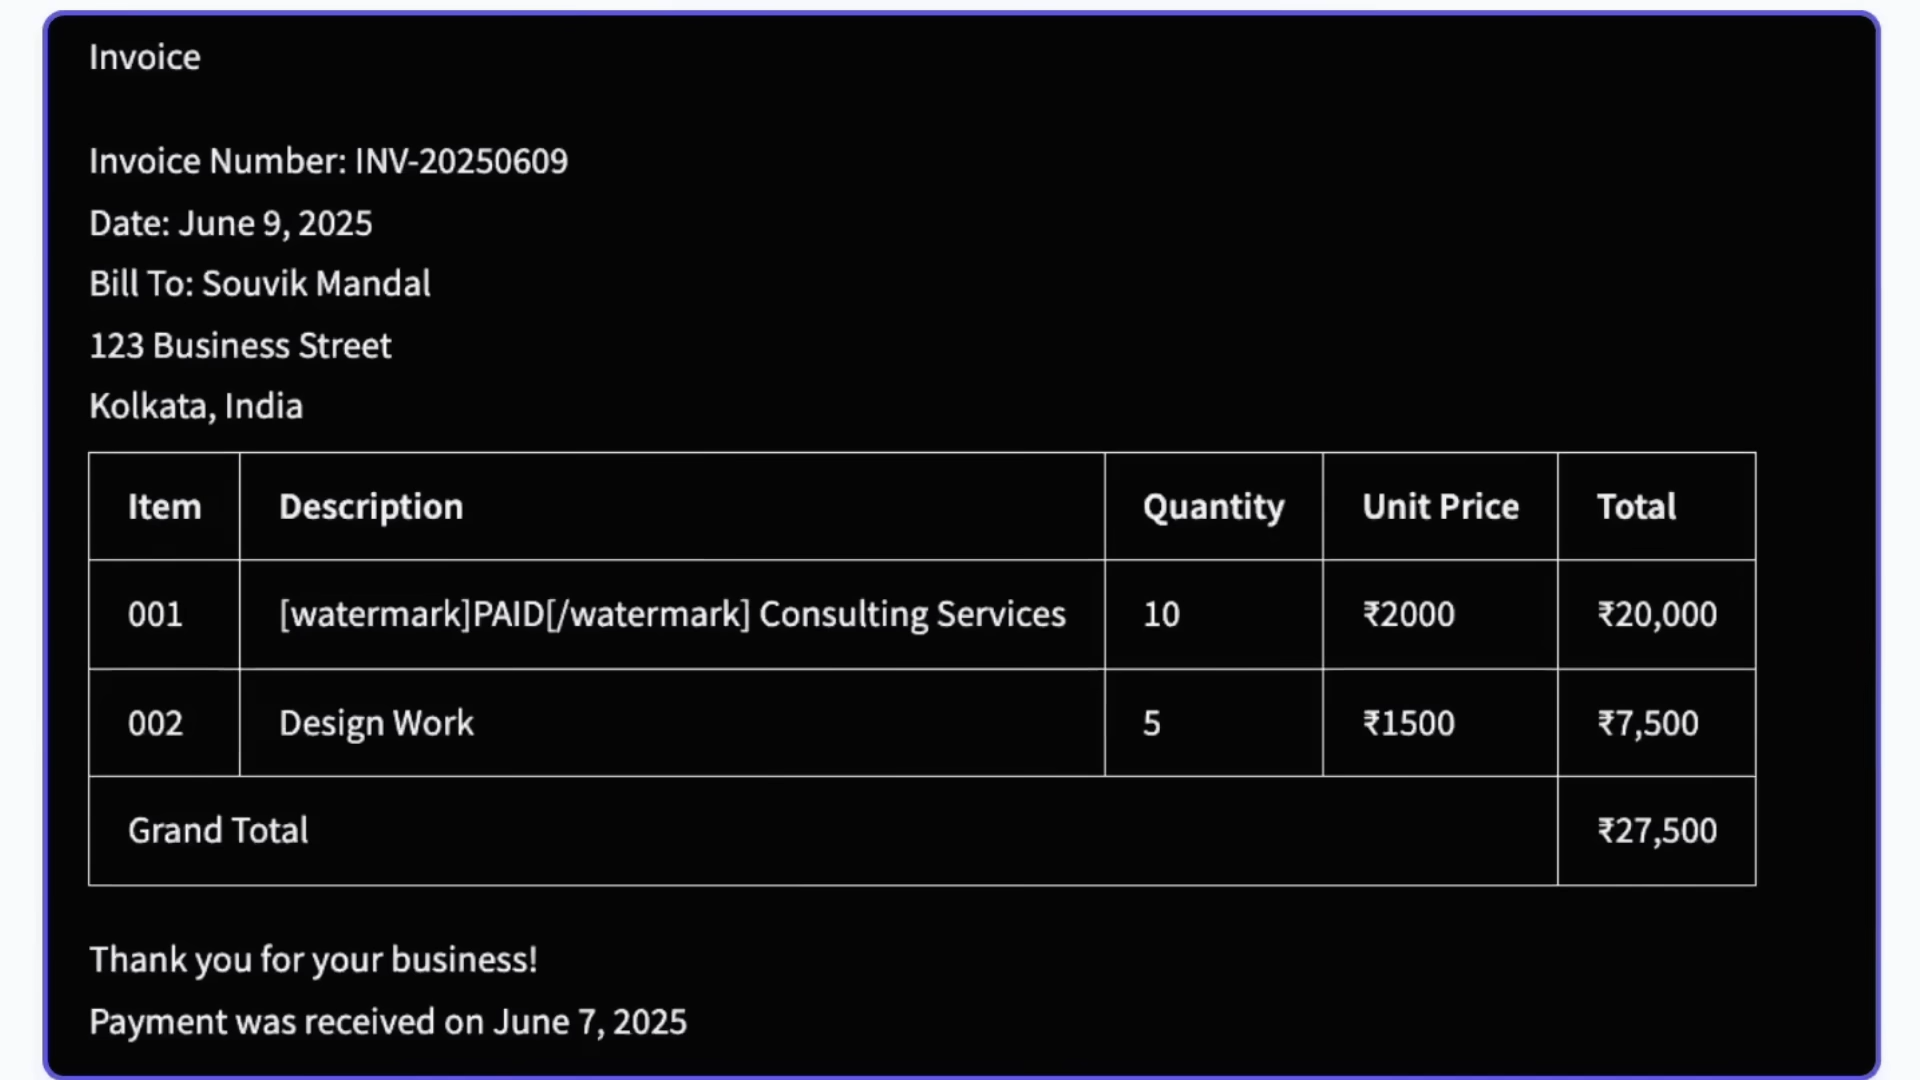 Invoice
Invoice Number: INV-20250609
Date: June 9, 2025
Bill To: Souvik Mandal
123 Business Street
Kolkata, India
Item Description Quantity Unit Price Total
001 [watermark]PAID[/watermark] Consulting Services 10 ₹2000 ₹20,000
002 Design Work 5 ₹1500 ₹7,500
Grand Total ₹27,500
Thank you for your business!
Payment was received on June 7, 2025